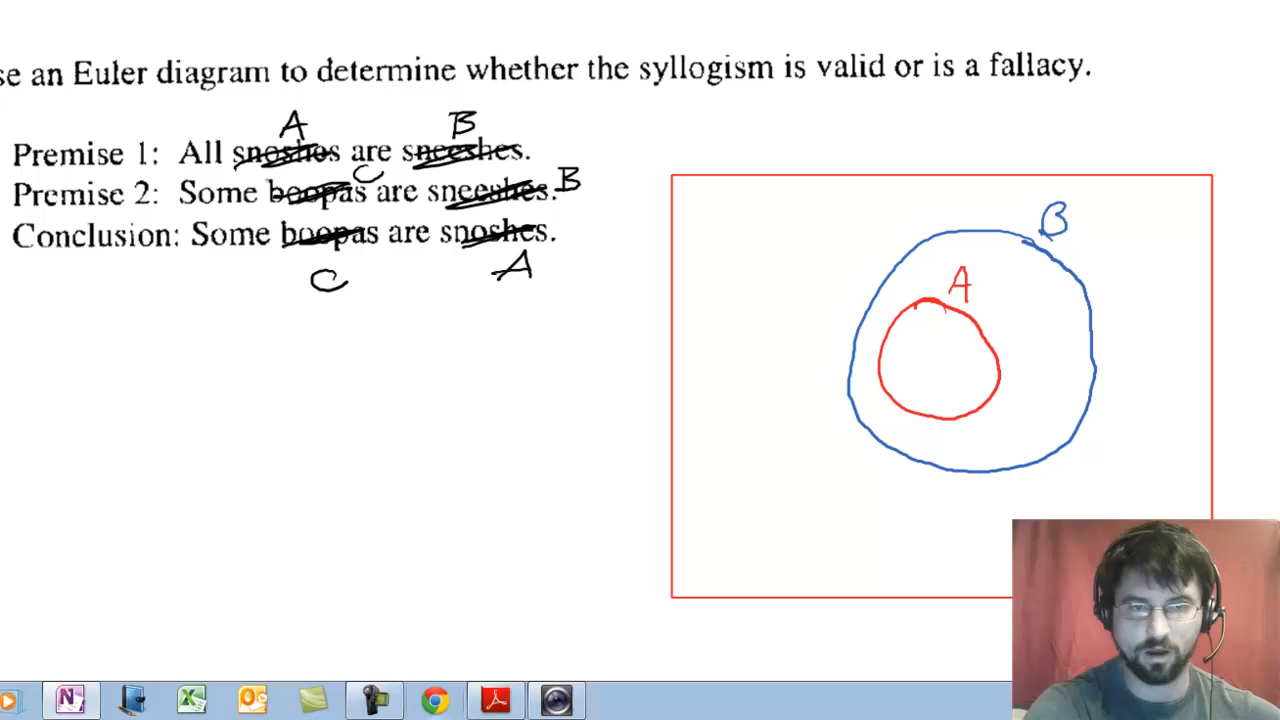 se an Euler diagram to determine whether the syllogism is valid or is a fallacy.
A B
Premise 1: All snoshes are sneeshes.
C
Premise 2: Some boopas are sneeshes. B
Conclusion: Some boopas are snoshes.
C A
B
A